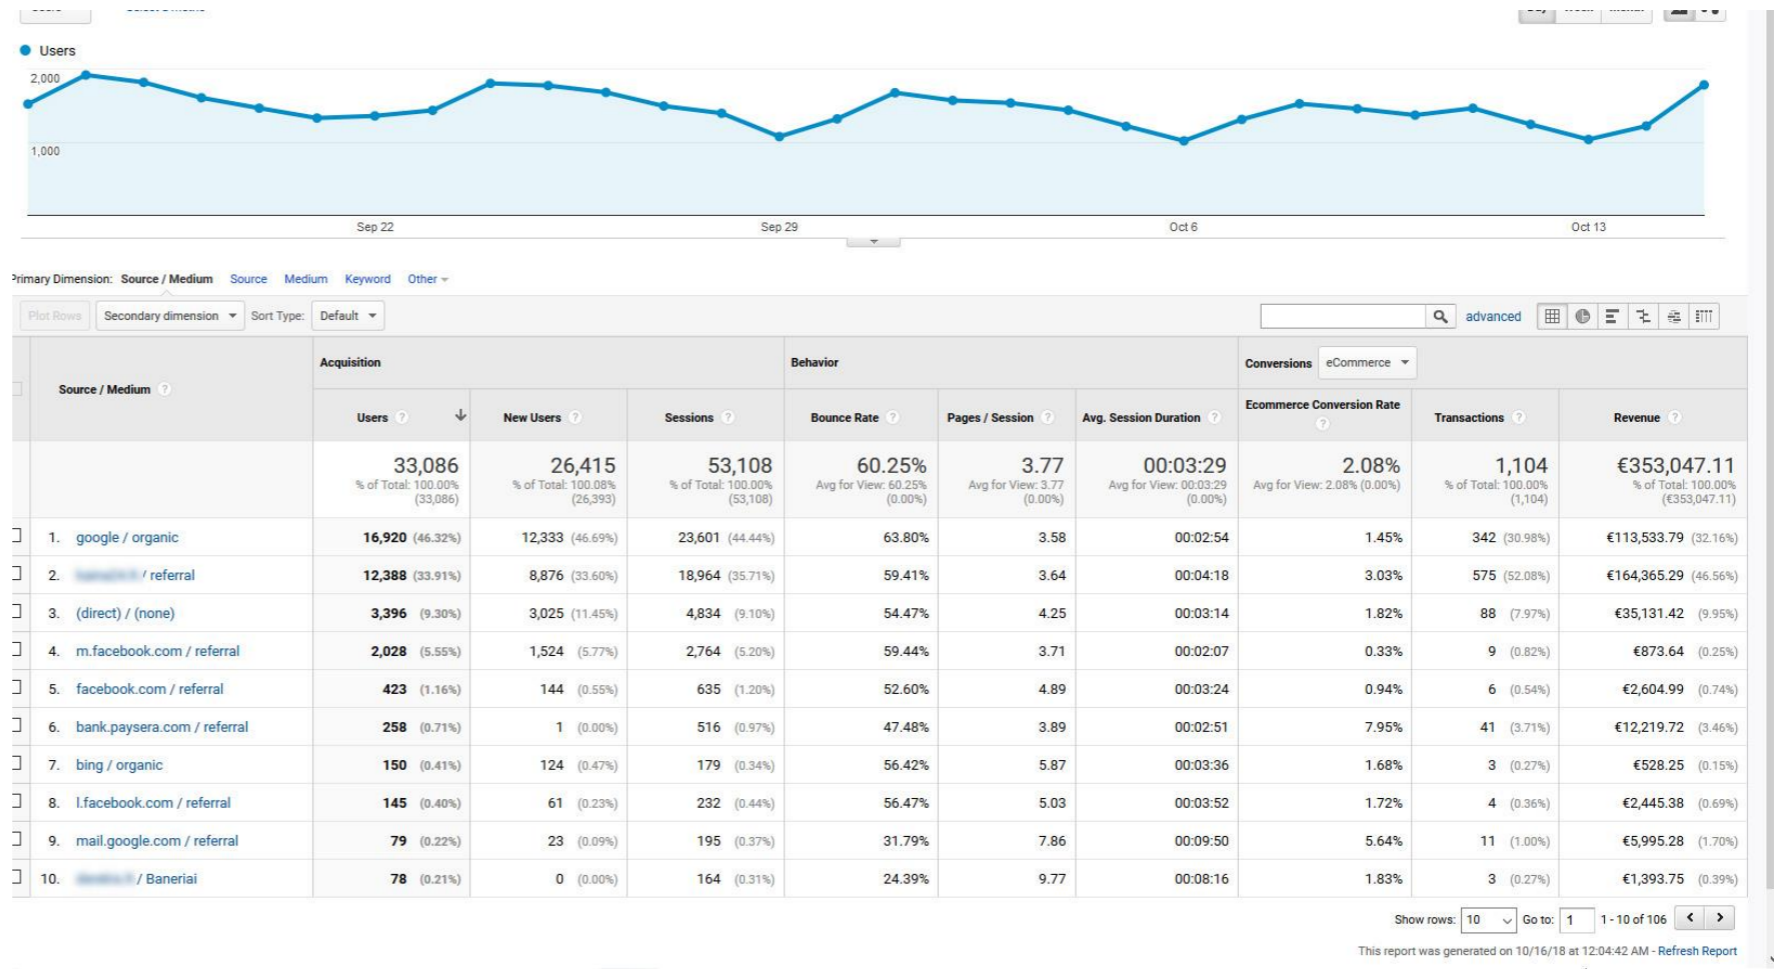 Users
2,000
1,000
Sep 22 Sep 29 Oct 6 Oct 13
Primary Dimension: Source / Medium Source Medium Keyword Other
Plot Rows Secondary dimension Sort Type: Default advanced
Acquisition Behavior Conversions eCommerce
Source / Medium ? Users ? New Users ? Sessions ? Bounce Rate ? Pages / Session ? Avg. Session Duration ? Ecommerce Conversion Rate ? Transactions ? Revenue ?
33,086 26,415 53,108 60.25% 3.77 00:03:29 2.08% 1,104 €353,047.11
% of Total: 100.00% % of Total: 100.08% % of Total: 100.00% Avg for View: 60.25% Avg for View: 3.77 Avg for View: 00:03:29 Avg for View: 2.08% (0.00%) % of Total: 100.00% % of Total: 100.00%
(33,086) (26,393) (53,108) (0.00%) (0.00%) (0.00%) (1,104) (€353,047.11)
1. google / organic 16,920 (46.32%) 12,333 (46.69%) 23,601 (44.44%) 63.80% 3.58 00:02:54 1.45% 342 (30.98%) €113,533.79 (32.16%)
2. / referral 12,388 (33.91%) 8,876 (33.60%) 18,964 (35.71%) 59.41% 3.64 00:04:18 3.03% 575 (52.08%) €164,365.29 (46.56%)
3. (direct) / (none) 3,396 (9.30%) 3,025 (11.45%) 4,834 (9.10%) 54.47% 4.25 00:03:14 1.82% 88 (7.97%) €35,131.42 (9.95%)
4. m.facebook.com / referral 2,028 (5.55%) 1,524 (5.77%) 2,764 (5.20%) 59.44% 3.71 00:02:07 0.33% 9 (0.82%) €873.64 (0.25%)
5. facebook.com / referral 423 (1.16%) 144 (0.55%) 635 (1.20%) 52.60% 4.89 00:03:24 0.94% 6 (0.54%) €2,604.99 (0.74%)
6. bank.paysera.com / referral 258 (0.71%) 1 (0.00%) 516 (0.97%) 47.48% 3.89 00:02:51 7.95% 41 (3.71%) €12,219.72 (3.46%)
7. bing / organic 150 (0.41%) 124 (0.47%) 179 (0.34%) 56.42% 5.87 00:03:36 1.68% 3 (0.27%) €528.25 (0.15%)
8. l.facebook.com / referral 145 (0.40%) 61 (0.23%) 232 (0.44%) 56.47% 5.03 00:03:52 1.72% 4 (0.36%) €2,445.38 (0.69%)
9. mail.google.com / referral 79 (0.22%) 23 (0.09%) 195 (0.37%) 31.79% 7.86 00:09:50 5.64% 11 (1.00%) €5,995.28 (1.70%)
10. / Baneriai 78 (0.21%) 0 (0.00%) 164 (0.31%) 24.39% 9.77 00:08:16 1.83% 3 (0.27%) €1,393.75 (0.39%)
Show rows: 10 Go to: 1 1 - 10 of 106
This report was generated on 10/16/18 at 12:04:42 AM - Refresh Report